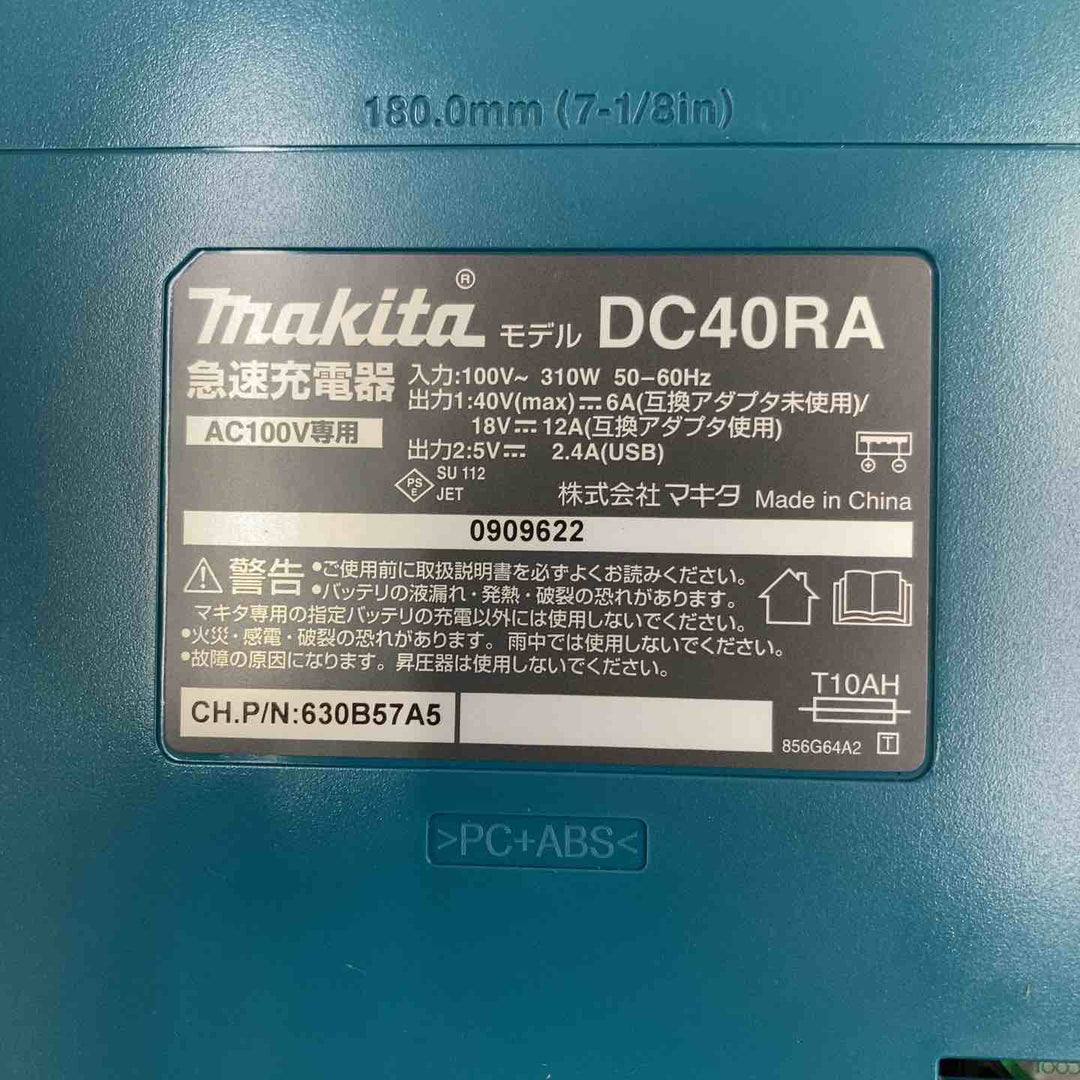 180.0mm (7-1/8in)
makita® モデル DC40RA
急速充電器
AC100V専用
入力:100V~ 310W 50-60Hz
出力1:40V(max)⎓6A(互換アダプタ未使用)/
18V⎓12A(互換アダプタ使用)
出力2:5V⎓ 2.4A(USB)
PS
E
SU 112
JET
株式会社マキタ Made in China
0909622
警告 •ご使用前に取扱説明書を必ずよくお読みください。
•バッテリの液漏れ・発熱・破裂の恐れがあります。
マキタ専用の指定バッテリの充電以外には使用しないでください。
•火災・感電・破裂の恐れがあります。雨中では使用しないでください。
•故障の原因になります。昇圧器は使用しないでください。
T10AH
CH.P/N:630B57A5
856G64A2 T
>PC+ABS<